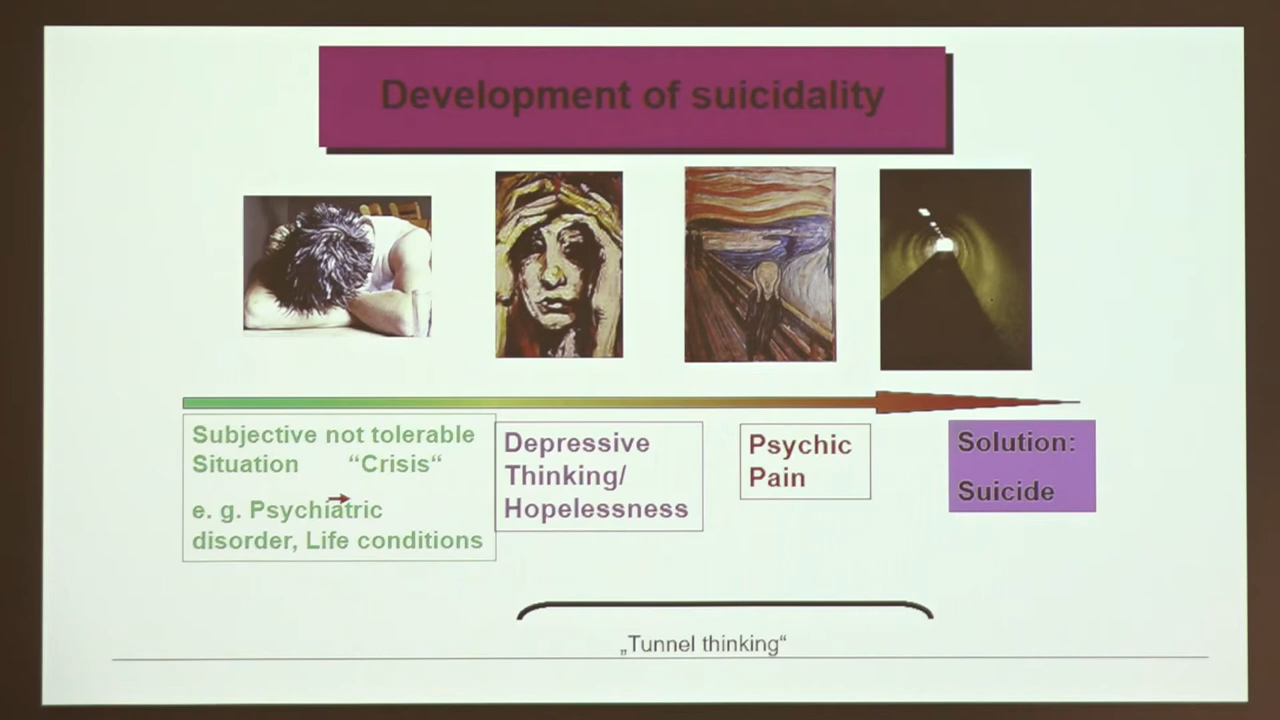 Development of suicidality
Subjective not tolerable
Situation “Crisis“
e. g. Psychiatric
disorder, Life conditions
Depressive
Thinking/
Hopelessness
Psychic
Pain
Solution:
Suicide
„Tunnel thinking“